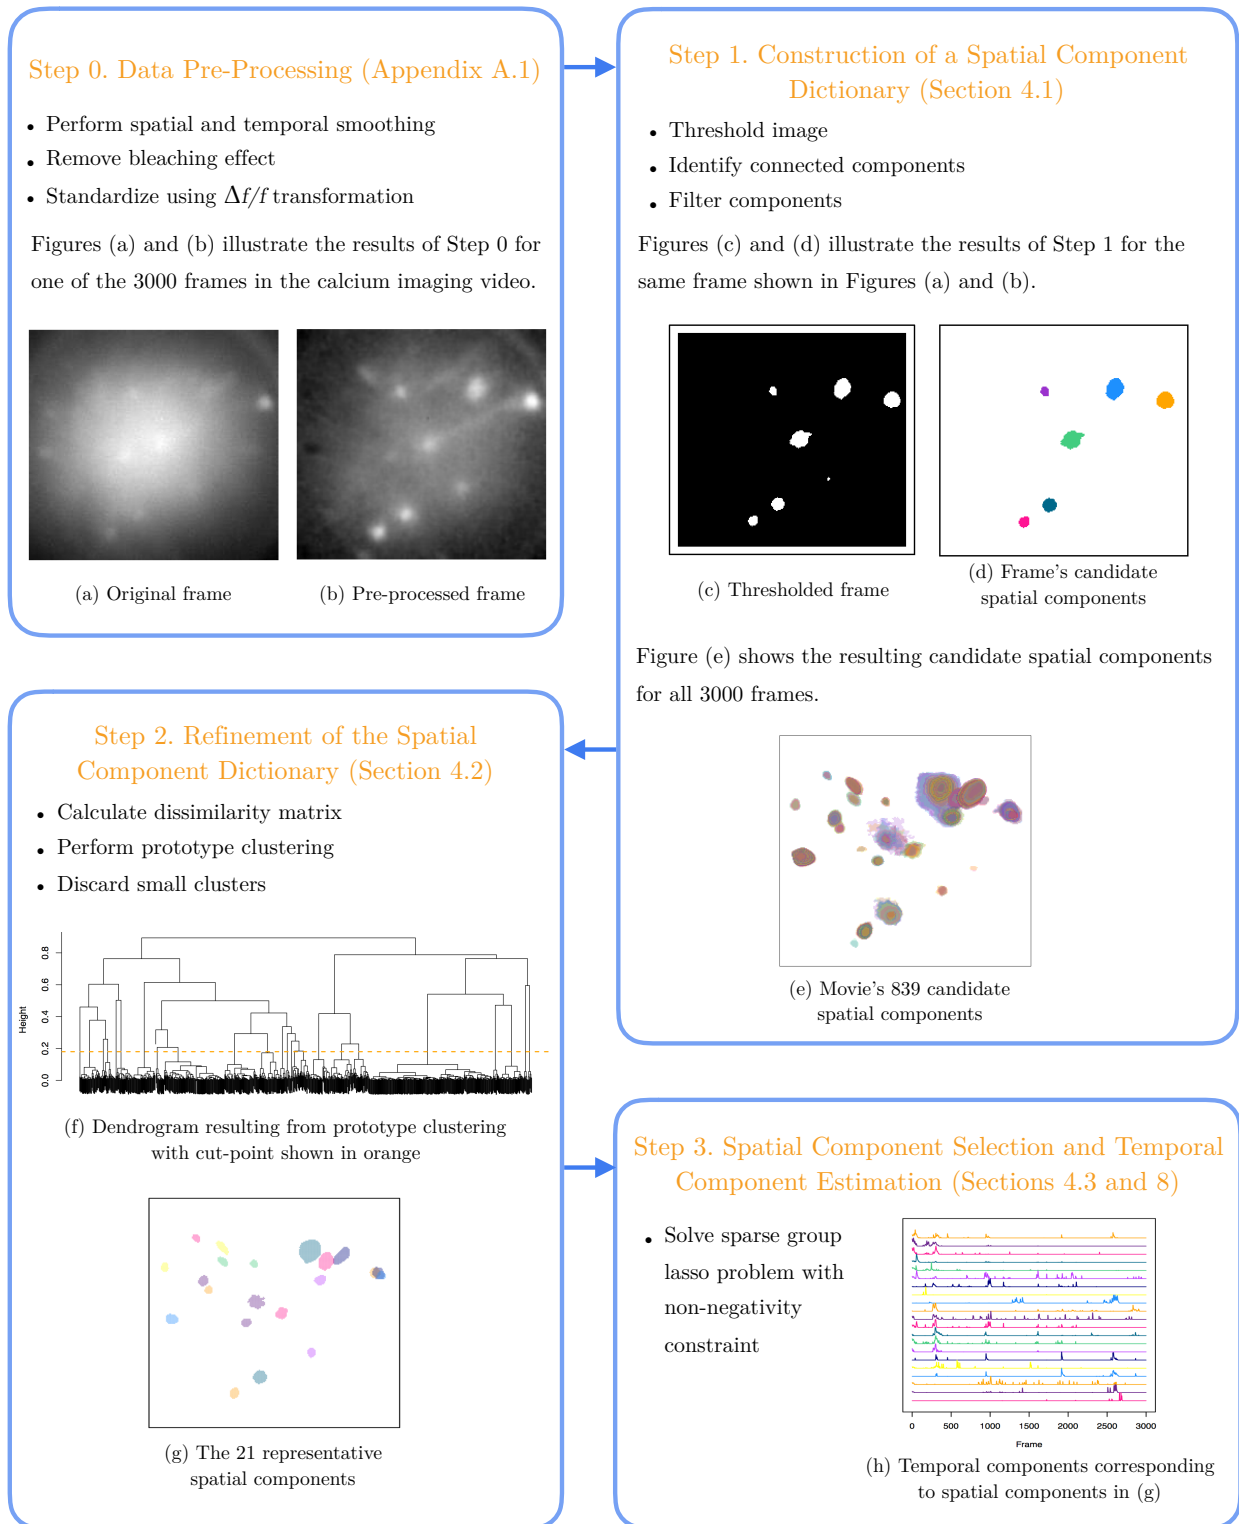 Step 0. Data Pre-Processing (Appendix A.1)
• Perform spatial and temporal smoothing
• Remove bleaching effect
• Standardize using Δf/f transformation
Figures (a) and (b) illustrate the results of Step 0 for
one of the 3000 frames in the calcium imaging video.
(a) Original frame
(b) Pre-processed frame
Step 1. Construction of a Spatial Component
Dictionary (Section 4.1)
• Threshold image
• Identify connected components
• Filter components
Figures (c) and (d) illustrate the results of Step 1 for the
same frame shown in Figures (a) and (b).
(c) Thresholded frame
(d) Frame's candidate
spatial components
Figure (e) shows the resulting candidate spatial components
for all 3000 frames.
(e) Movie's 839 candidate
spatial components
Step 2. Refinement of the Spatial
Component Dictionary (Section 4.2)
• Calculate dissimilarity matrix
• Perform prototype clustering
• Discard small clusters
Height
0.8
0.6
0.4
0.2
0.0
(f) Dendrogram resulting from prototype clustering
with cut-point shown in orange
(g) The 21 representative
spatial components
Step 3. Spatial Component Selection and Temporal
Component Estimation (Sections 4.3 and 8)
• Solve sparse group
lasso problem with
non-negativity
constraint
0 500 1000 1500 2000 2500 3000
Frame
(h) Temporal components corresponding
to spatial components in (g)